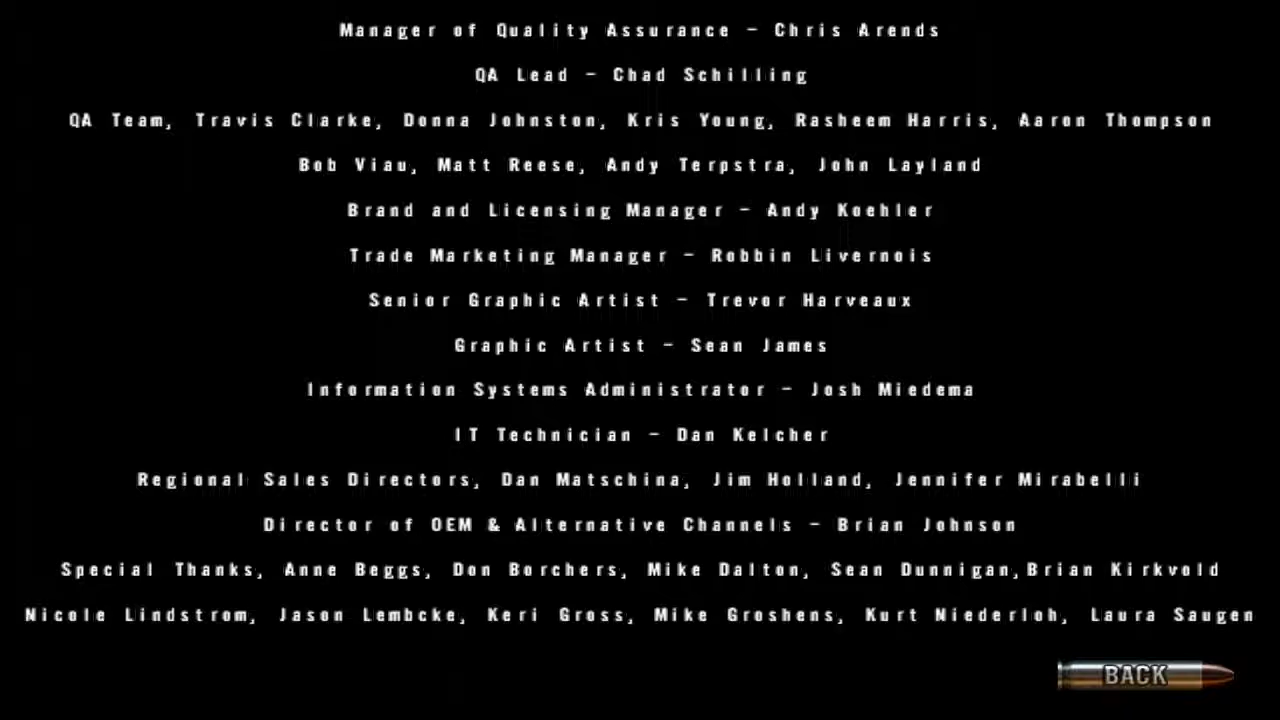 Manager of Quality Assurance - Chris Arends
QA Lead - Chad Schilling
QA Team, Travis Clarke, Donna Johnston, Kris Young, Rasheem Harris, Aaron Thompson
Bob Viau, Matt Reese, Andy Terpstra, John Layland
Brand and Licensing Manager - Andy Koehler
Trade Marketing Manager - Robbin Livernois
Senior Graphic Artist - Trevor Harveaux
Graphic Artist - Sean James
Information Systems Administrator - Josh Miedema
IT Technician - Dan Kelcher
Regional Sales Directors, Dan Matschina, Jim Holland, Jennifer Mirabelli
Director of OEM & Alternative Channels - Brian Johnson
Special Thanks, Anne Beggs, Don Borchers, Mike Dalton, Sean Dunnigan,Brian Kirkvold
Nicole Lindstrom, Jason Lembcke, Keri Gross, Mike Groshens, Kurt Niederloh, Laura Saugen
BACK